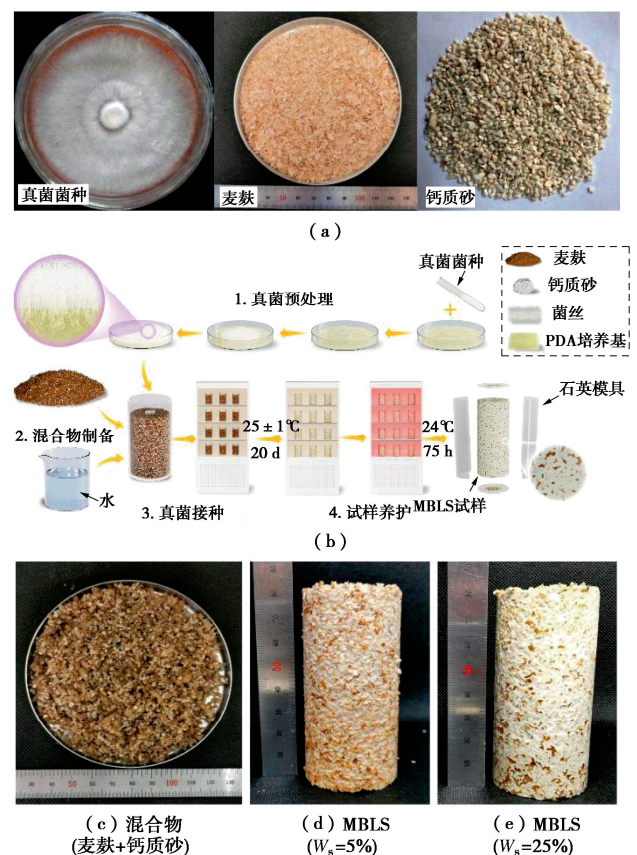 真菌菌种
麦麸
钙质砂
(a)
真菌菌种
麦麸
钙质砂
菌丝
PDA培养基
1. 真菌预处理
2. 混合物制备
水
3. 真菌接种
25±1℃
20 d
4. 试样养护
24℃
75 h
石英模具
MBLS试样
(b)
50
100
(c) 混合物
(麦麸+钙质砂)
(d) MBLS
(Ws=5%)
(e) MBLS
(Ws=25%)